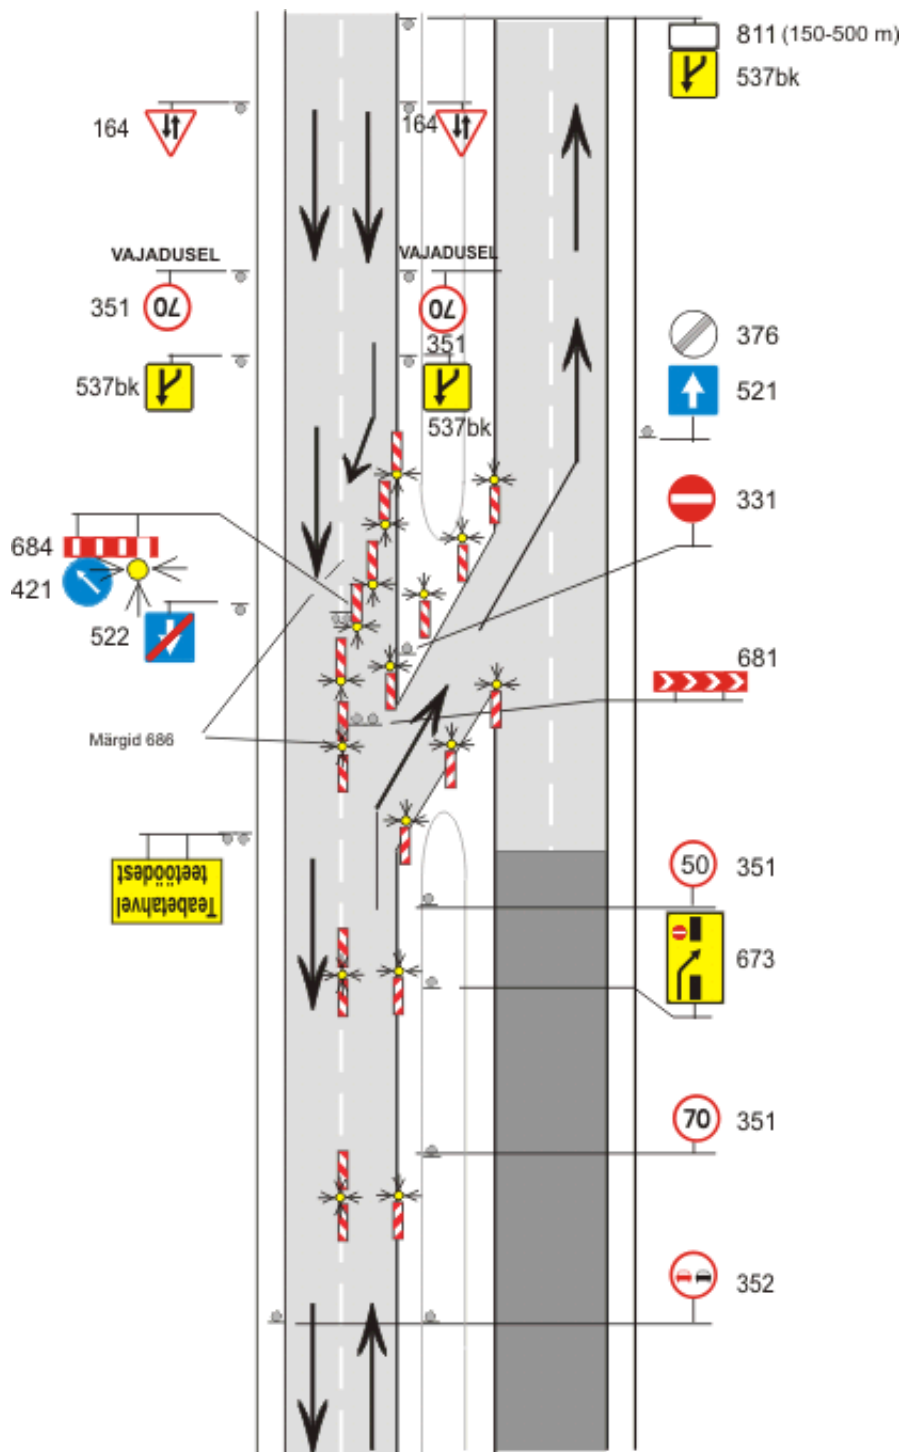 811 (150-500 m)
537bk
164
164
VAJADUSEL
VAJADUSEL
351
70
70
351
376
537bk
521
537bk
331
684
421
522
681
Märgid 686
Teabetahvel
teetöödest
50
351
673
70
351
352